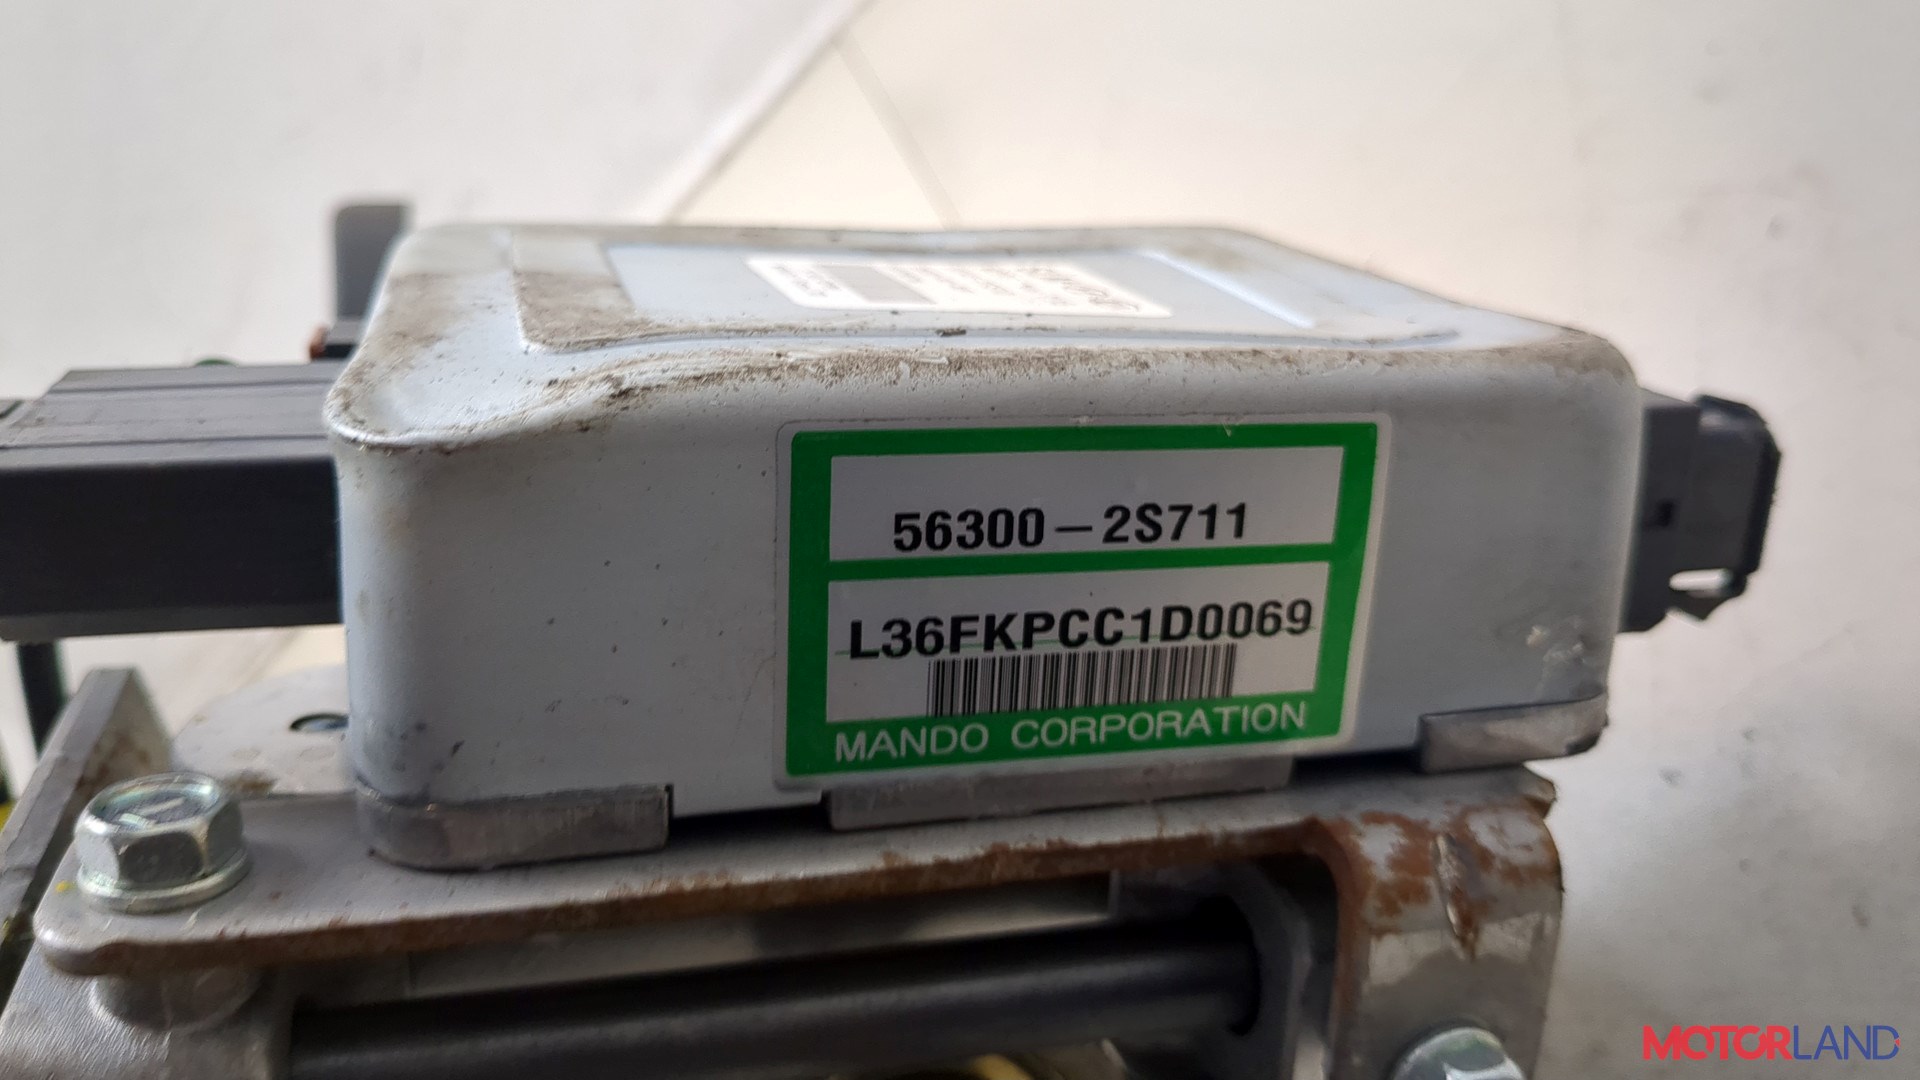 56300-2S711
L36FKPCC1D0069
MANDO CORPORATION
MOTORLAND